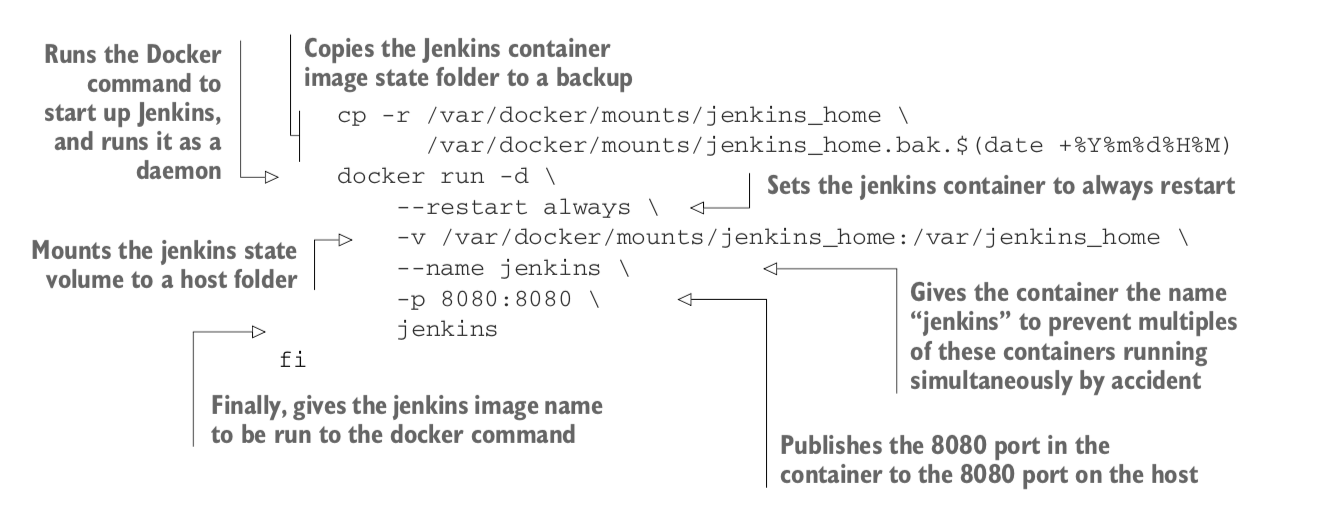 Runs the Docker
command to
start up Jenkins,
and runs it as a
daemon
Copies the Jenkins container
image state folder to a backup
cp -r /var/docker/mounts/jenkins_home \
/var/docker/mounts/jenkins_home.bak.$(date +%Y%m%d%H%M)
docker run -d \
Sets the jenkins container to always restart
--restart always \
Mounts the jenkins state
volume to a host folder
-v /var/docker/mounts/jenkins_home:/var/jenkins_home \
--name jenkins \
Gives the container the name
“jenkins” to prevent multiples
of these containers running
simultaneously by accident
-p 8080:8080 \
jenkins
fi
Finally, gives the jenkins image name
to be run to the docker command
Publishes the 8080 port in the
container to the 8080 port on the host